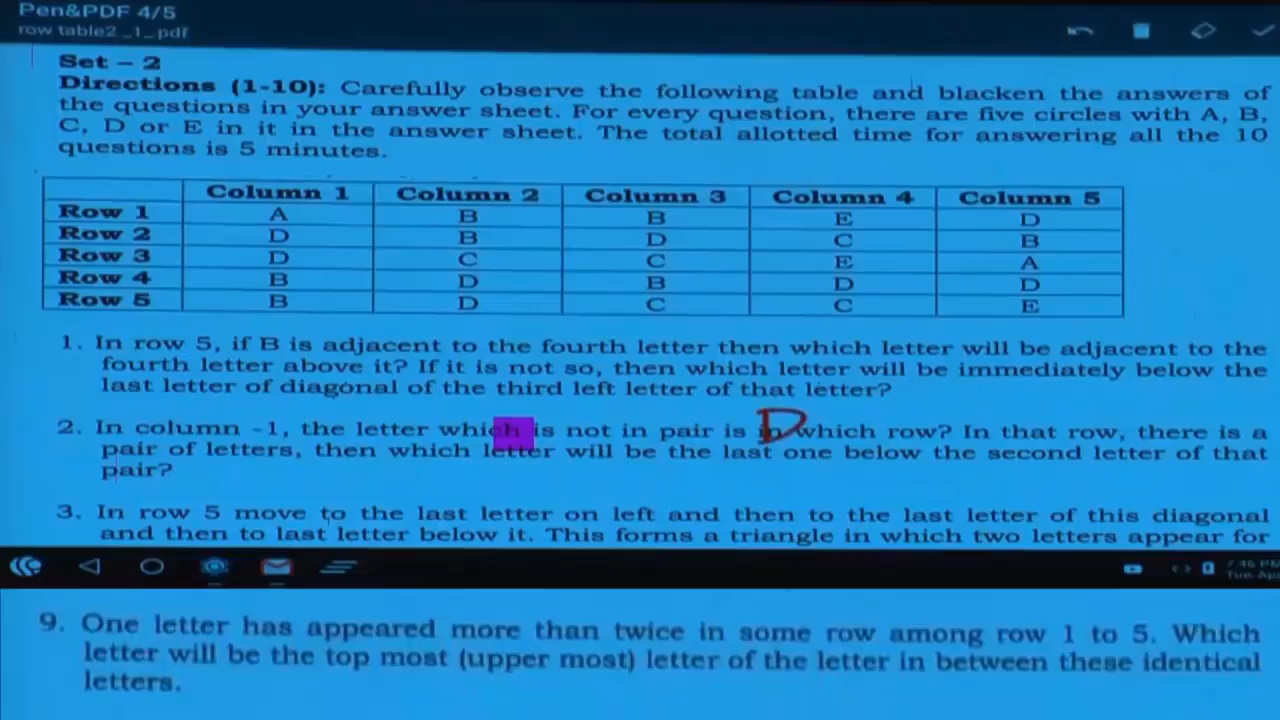 Pen&PDF 4/5
row table2 _1_pdf
Set – 2
Directions (1-10): Carefully observe the following table and blacken the answers of
the questions in your answer sheet. For every question, there are five circles with A, B,
C, D or E in it in the answer sheet. The total allotted time for answering all the 10
questions is 5 minutes.
Column 1 Column 2 Column 3 Column 4 Column 5
Row 1 A B B E D
Row 2 D B D C B
Row 3 D C C E A
Row 4 B D B D D
Row 5 B D C C E
1. In row 5, if B is adjacent to the fourth letter then which letter will be adjacent to the
fourth letter above it? If it is not so, then which letter will be immediately below the
last letter of diagonal of the third left letter of that letter?
2. In column -1, the letter which is not in pair is in which row? In that row, there is a
D
pair of letters, then which letter will be the last one below the second letter of that
pair?
3. In row 5 move to the last letter on left and then to the last letter of this diagonal
and then to last letter below it. This forms a triangle in which two letters appear for
7:46 PM
9. One letter has appeared more than twice in some row among row 1 to 5. Which
letter will be the top most (upper most) letter of the letter in between these identical
letters.